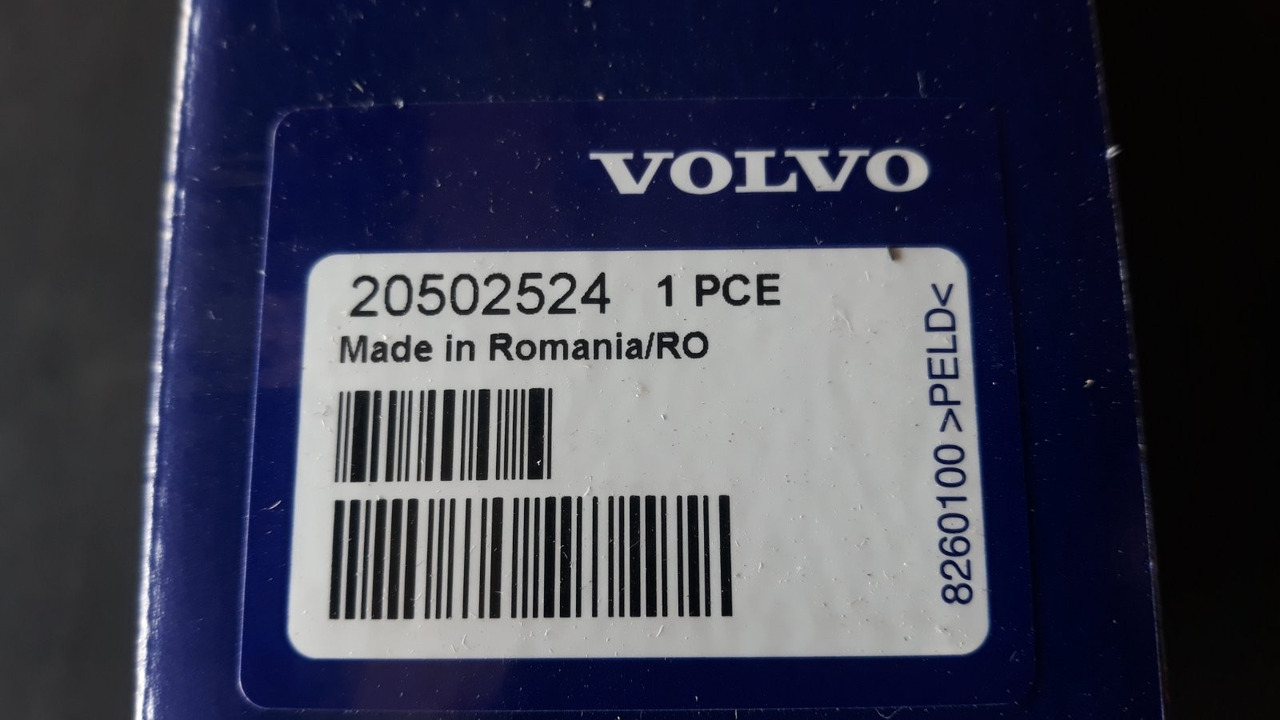 VOLVO
20502524 1 PCE
Made in Romania/RO
8260100 >PELD<